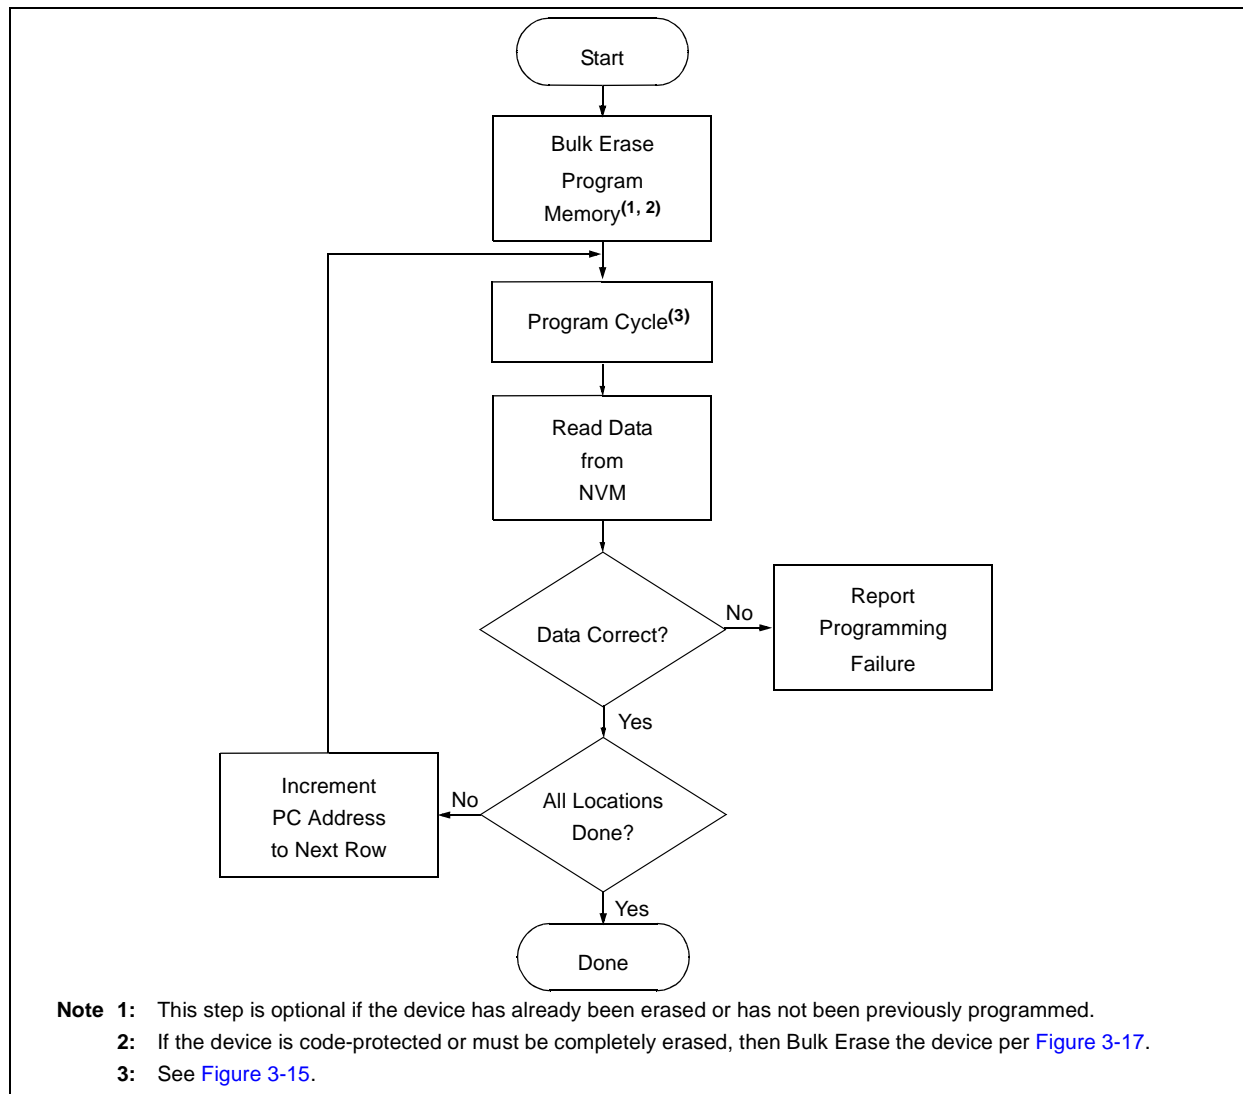 Start
Bulk Erase
Program
Memory(1, 2)
Program Cycle(3)
Read Data
from
NVM
Data Correct?
No
Report
Programming
Failure
Yes
All Locations
Done?
No
Increment
PC Address
to Next Row
Yes
Done
Note 1: This step is optional if the device has already been erased or has not been previously programmed.
2: If the device is code-protected or must be completely erased, then Bulk Erase the device per Figure 3-17.
3: See Figure 3-15.